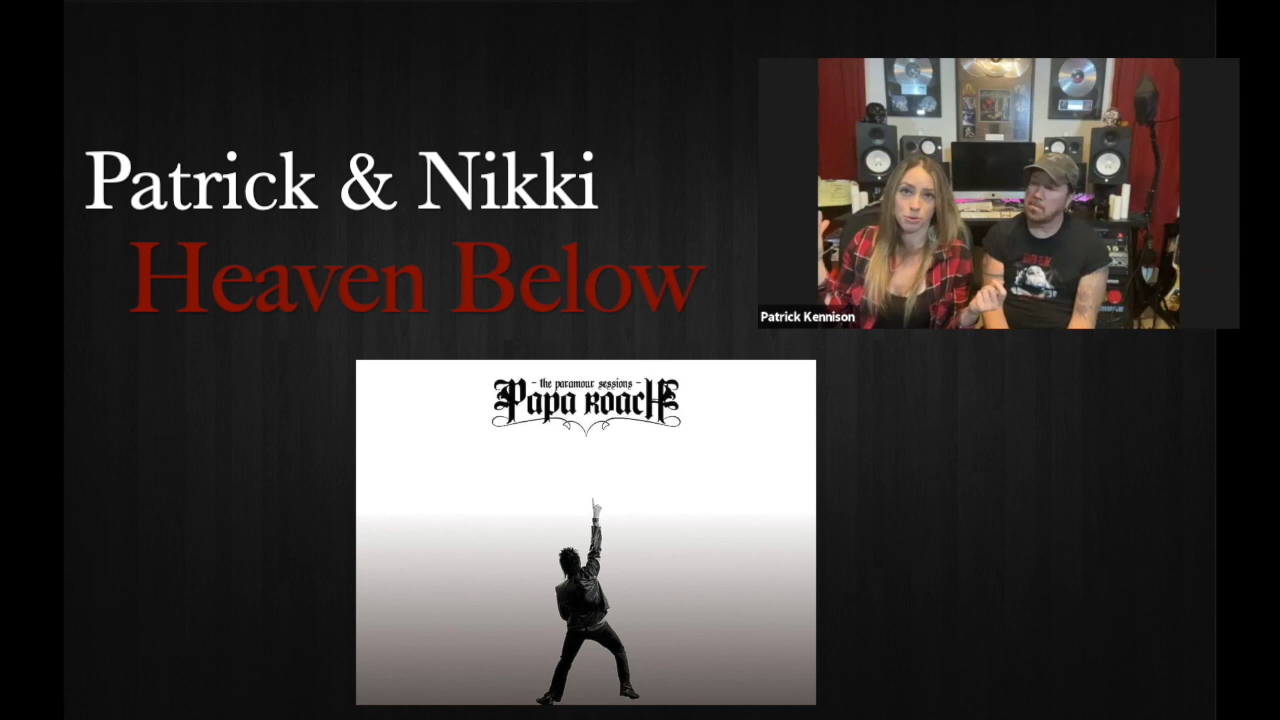 Patrick & Nikki
Heaven Below
Patrick Kennison
- the paramour sessions -
Papa Roach